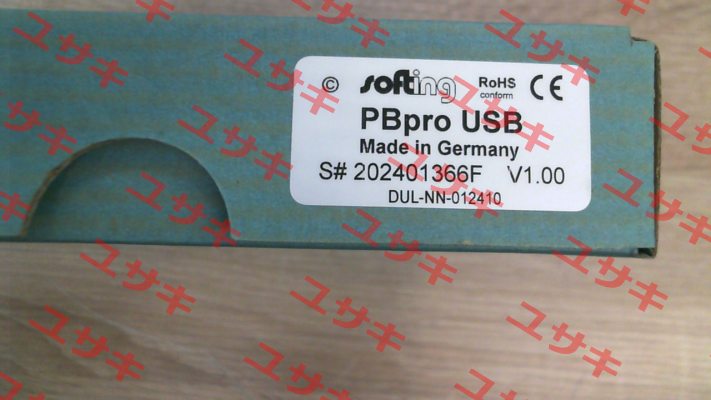 © softing RoHS conform CE
PBpro USB
Made in Germany
S# 202401366F V1.00
DUL-NN-012410
ユサキ